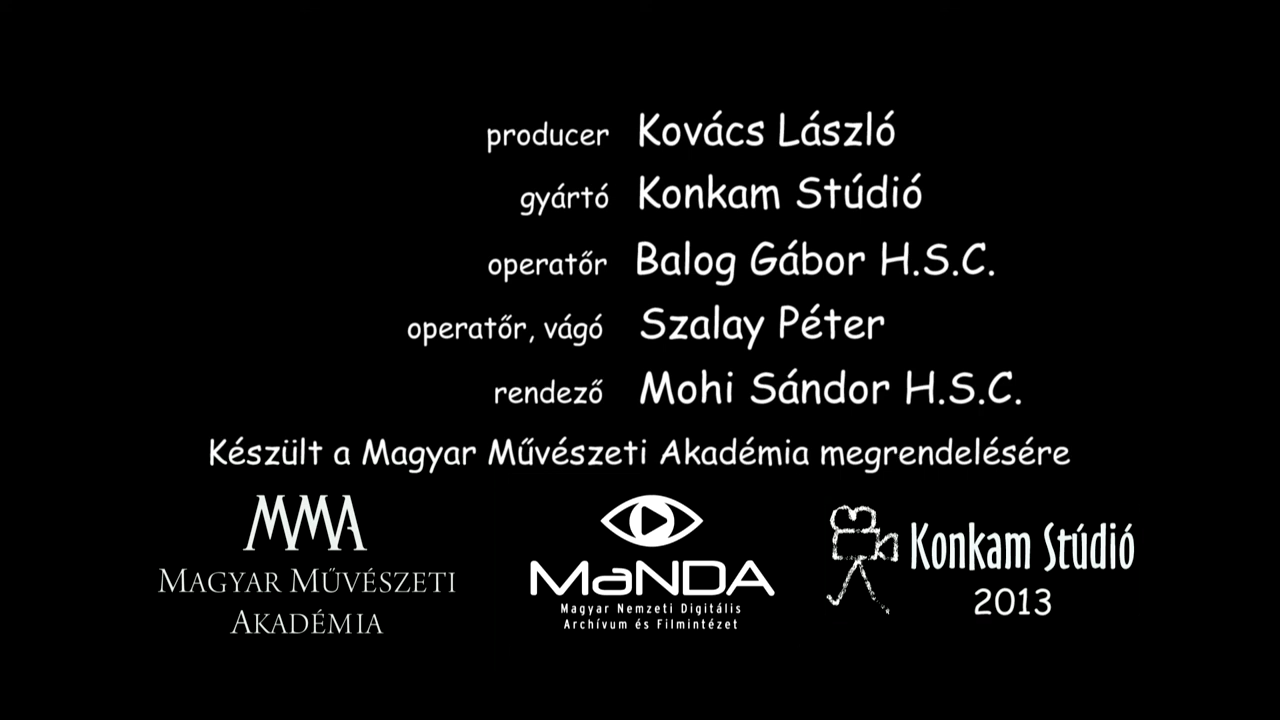 producer Kovács László
gyártó Konkam Stúdió
operatőr Balog Gábor H.S.C.
operatőr, vágó Szalay Péter
rendező Mohi Sándor H.S.C.
Készült a Magyar Művészeti Akadémia megrendelésére
MMA
MAGYAR MŰVÉSZETI
AKADÉMIA
MaNDA
Magyar Nemzeti Digitális
Archívum és Filmintézet
Konkam Stúdió
2013